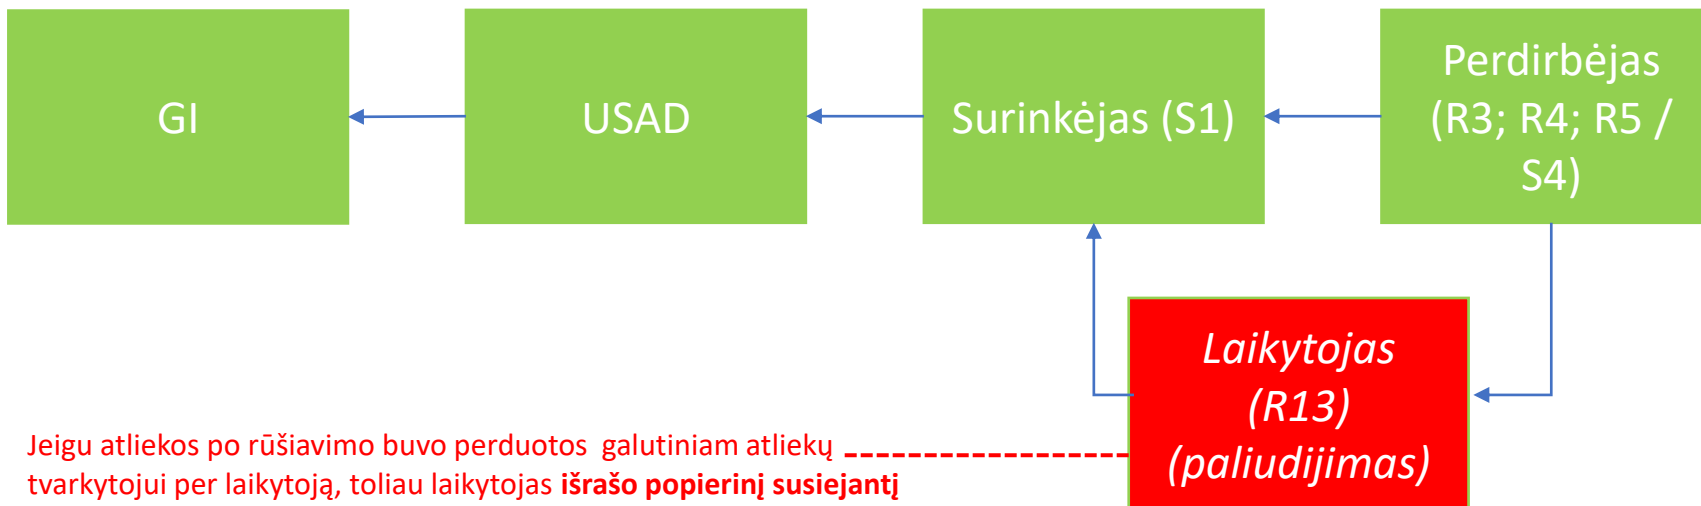 GI
USAD
Surinkėjas (S1)
Perdirbėjas
(R3; R4; R5 /
S4)
Laikytojas
(R13)
(paliudijimas)
Jeigu atliekos po rūšiavimo buvo perduotos galutiniam atliekų
tvarkytojui per laikytoją, toliau laikytojas išrašo popierinį susiejantį